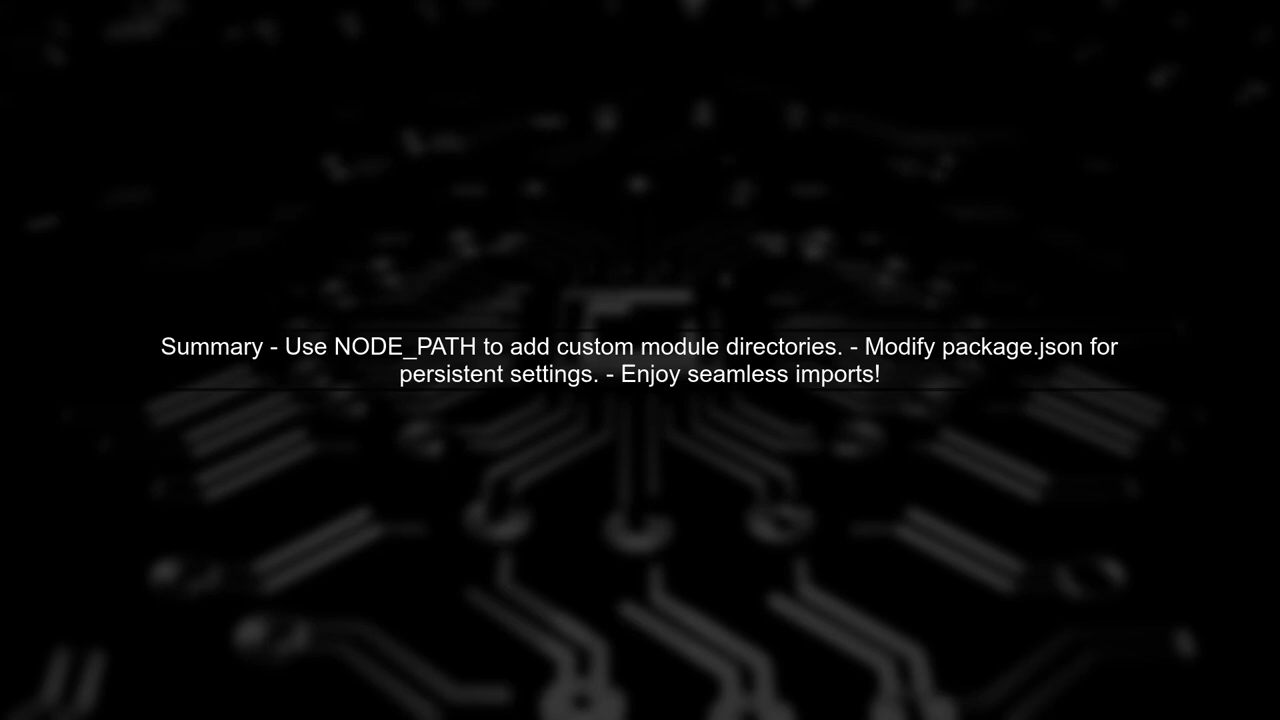 Summary - Use NODE_PATH to add custom module directories. - Modify package.json for
persistent settings. - Enjoy seamless imports!